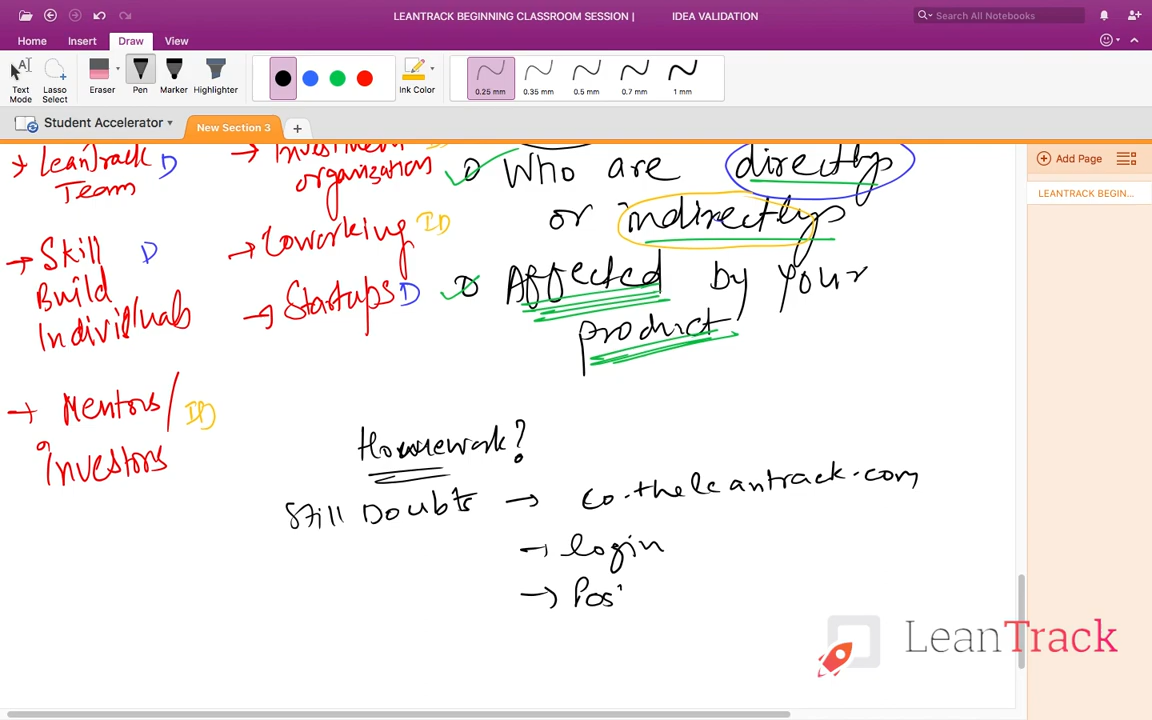 LEANTRACK BEGINNING CLASSROOM SESSION | IDEA VALIDATION
Search All Notebooks
Home Insert Draw View
Text Mode
Lasso Select
Eraser
Pen
Marker
Highlighter
Ink Color
0.25 mm
0.35 mm
0.5 mm
0.7 mm
1 mm
Student Accelerator
New Section 3
+
Add Page
LEANTRACK BEGIN...
→ LeanTrack D
Team
→ Skill D
Build
Individuals
→ Mentors/ ID
Investors
→ Investment
organization
→ Coworking ID
→ Startups D
Who are directly
or indirectly
Affected by your
product
Homework?
Still Doubts → co.theleantrack.com
→ login
→ Pos
LeanTrack